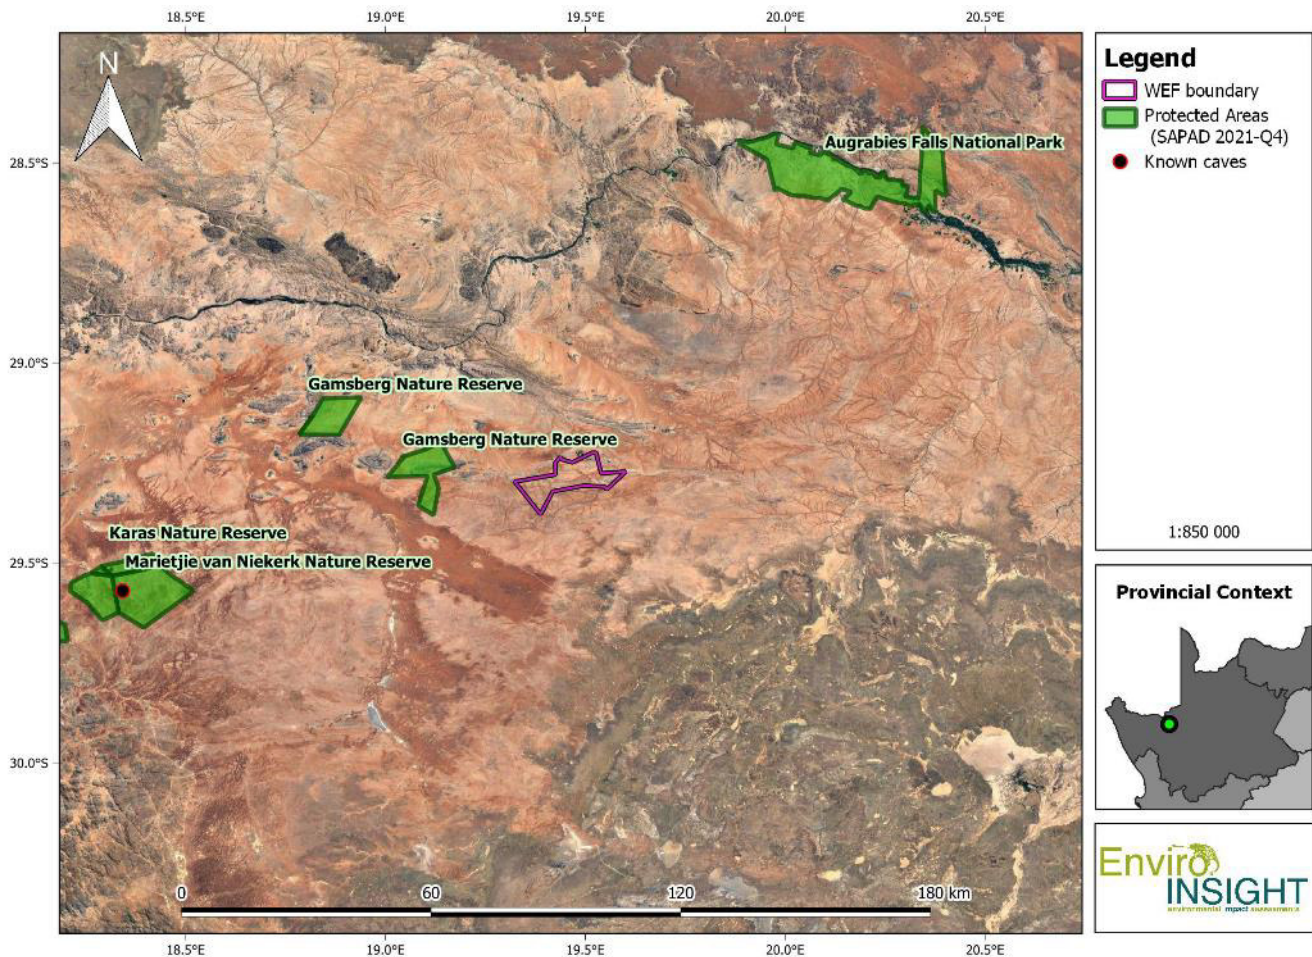 18.5°E
19.0°E
19.5°E
20.0°E
20.5°E
N
28.5°S
29.0°S
29.5°S
30.0°S
Augrabies Falls National Park
Gamsberg Nature Reserve
Gamsberg Nature Reserve
Karas Nature Reserve
Marietjie van Niekerk Nature Reserve
0
60
120
180 km
18.5°E
19.0°E
19.5°E
20.0°E
20.5°E
Legend
WEF boundary
Protected Areas
(SAPAD 2021-Q4)
Known caves
1:850 000
Provincial Context
Enviro
INSIGHT
environmental impact assessments